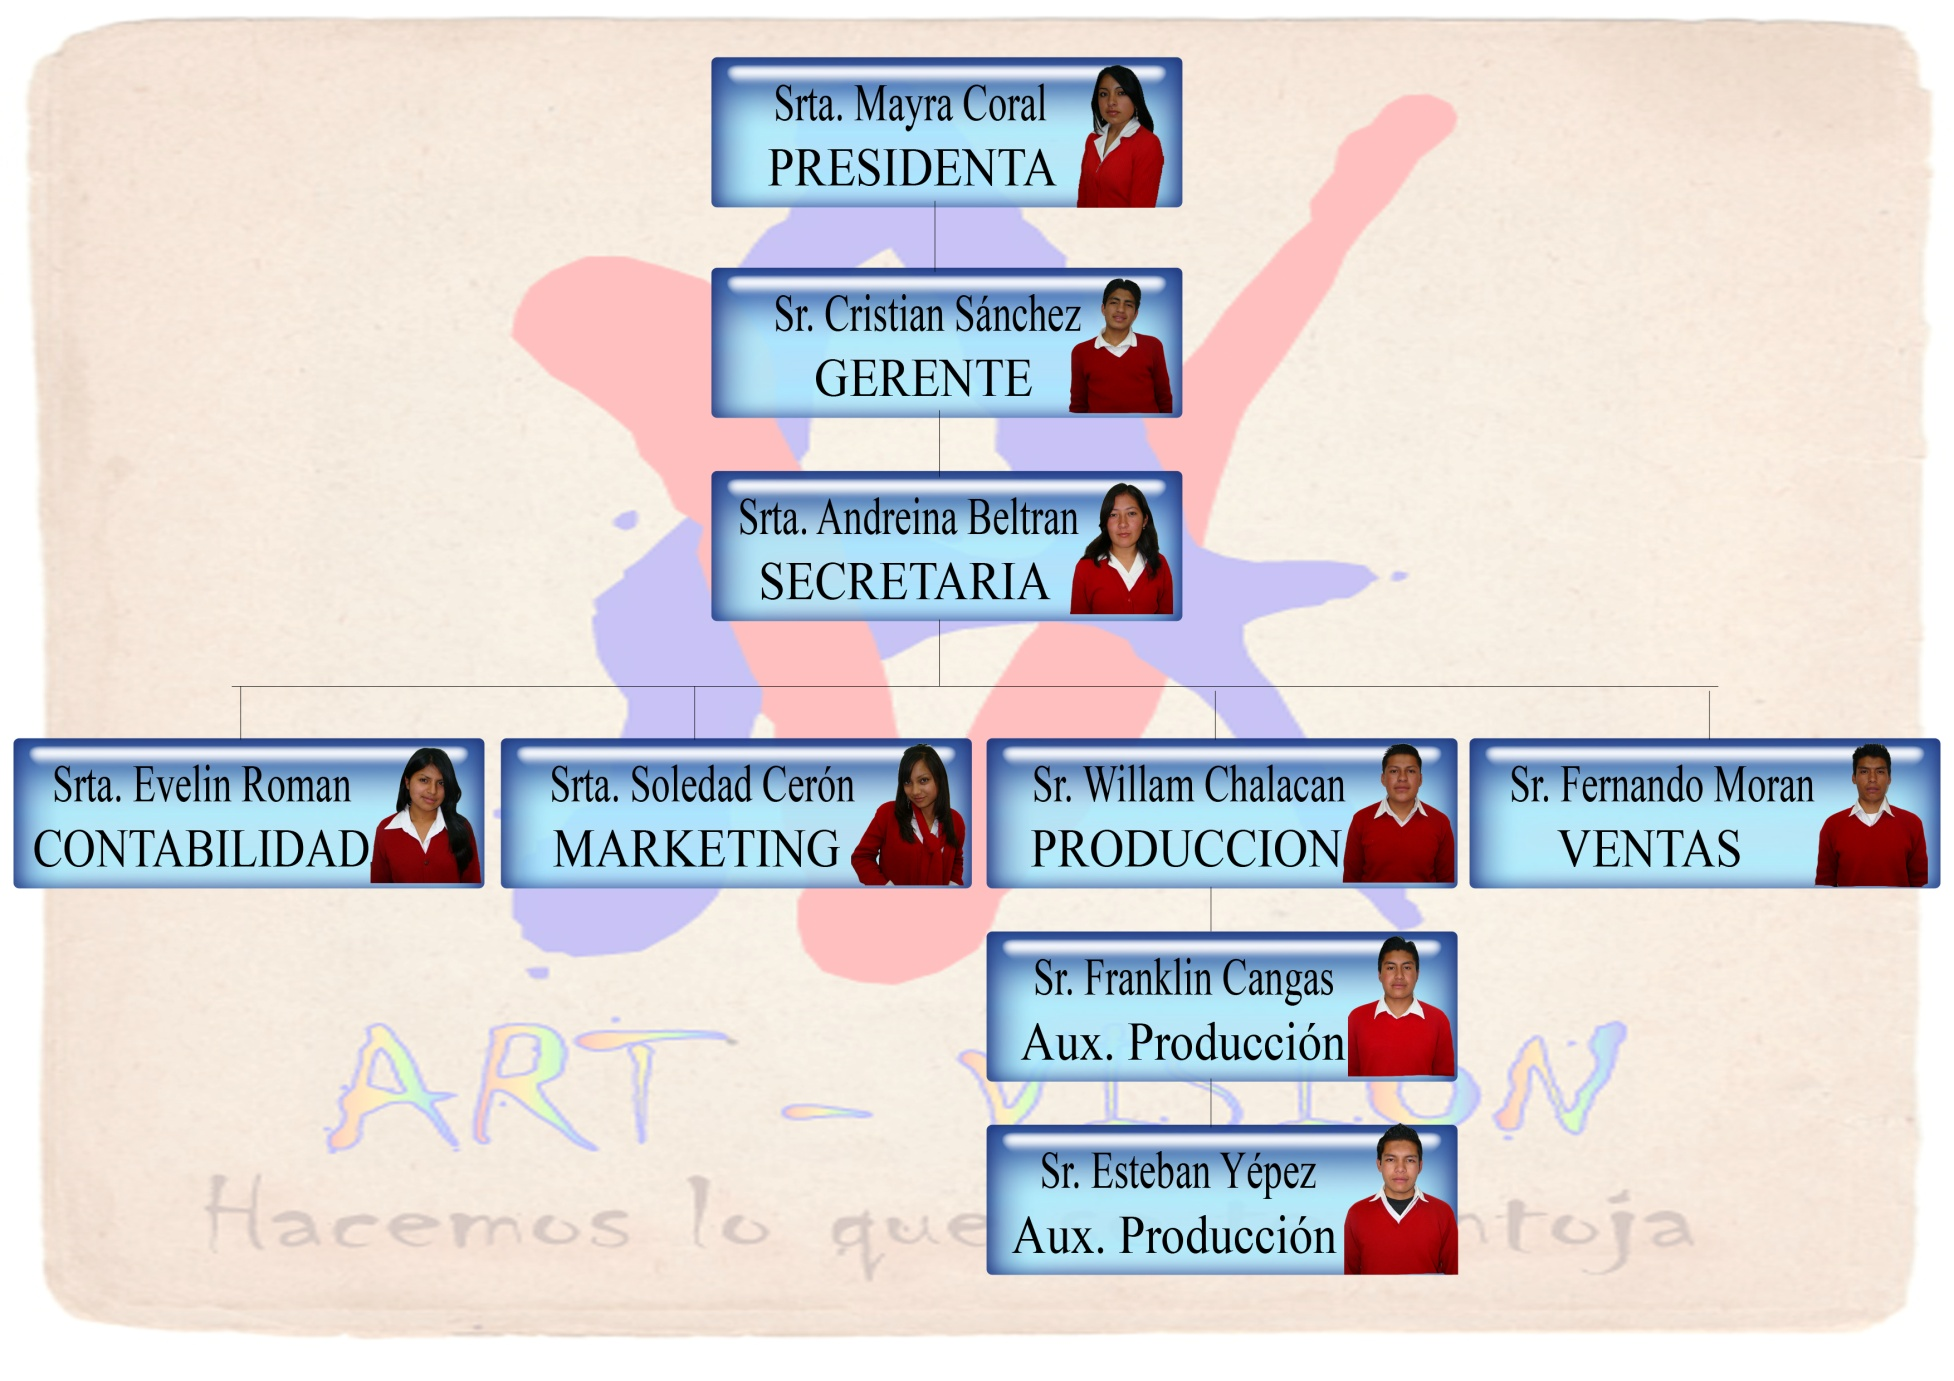 Srta. Mayra Coral
PRESIDENTA
Sr. Cristian Sánchez
GERENTE
Srta. Andreina Beltran
SECRETARIA
Srta. Evelin Roman
CONTABILIDAD
Srta. Soledad Cerón
MARKETING
Sr. Willam Chalacan
PRODUCCION
Sr. Fernando Moran
VENTAS
Sr. Franklin Cangas
Aux. Producción
Sr. Esteban Yépez
Aux. Producción
ART - VISION
Hacemos lo que